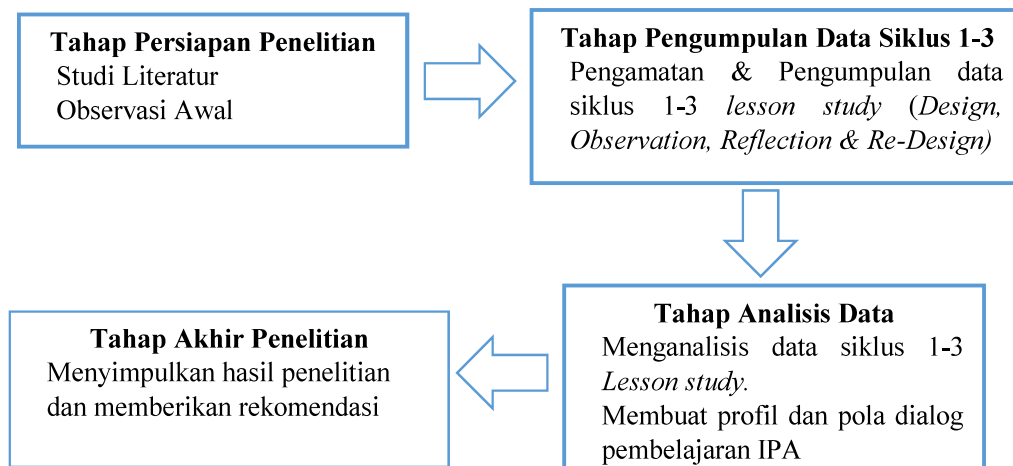 Tahap Persiapan Penelitian
Studi Literatur
Observasi Awal
Tahap Pengumpulan Data Siklus 1-3
Pengamatan & Pengumpulan data
siklus 1-3 lesson study (Design,
Observation, Reflection & Re-Design)
Tahap Analisis Data
Menganalisis data siklus 1-3
Lesson study.
Membuat profil dan pola dialog
pembelajaran IPA
Tahap Akhir Penelitian
Menyimpulkan hasil penelitian
dan memberikan rekomendasi